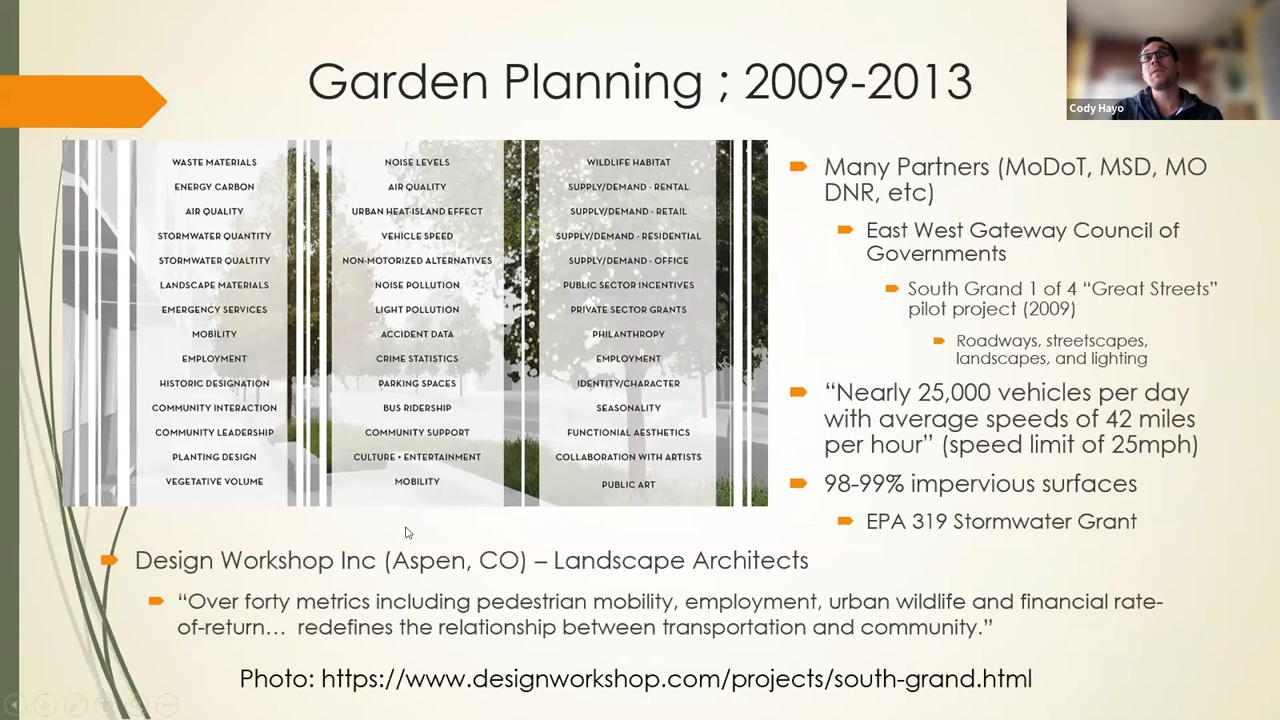 Garden Planning ; 2009-2013
Cody Hayo
WASTE MATERIALS
ENERGY CARBON
AIR QUALITY
STORMWATER QUANTITY
STORMWATER QUALTITY
LANDSCAPE MATERIALS
EMERGENCY SERVICES
MOBILITY
EMPLOYMENT
HISTORIC DESIGNATION
COMMUNITY INTERACTION
COMMUNITY LEADERSHIP
PLANTING DESIGN
VEGETATIVE VOLUME
NOISE LEVELS
AIR QUALITY
URBAN HEAT-ISLAND EFFECT
VEHICLE SPEED
NON-MOTORIZED ALTERNATIVES
NOISE POLLUTION
LIGHT POLLUTION
ACCIDENT DATA
CRIME STATISTICS
PARKING SPACES
BUS RIDERSHIP
COMMUNITY SUPPORT
CULTURE • ENTERTAINMENT
MOBILITY
WILDLIFE HABITAT
SUPPLY/DEMAND - RENTAL
SUPPLY/DEMAND - RETAIL
SUPPLY/DEMAND - RESIDENTIAL
SUPPLY/DEMAND - OFFICE
PUBLIC SECTOR INCENTIVES
PRIVATE SECTOR GRANTS
PHILANTHROPY
EMPLOYMENT
IDENTITY/CHARACTER
SEASONALITY
FUNCTIONIAL AESTHETICS
COLLABORATION WITH ARTISTS
PUBLIC ART
Many Partners (MoDoT, MSD, MO
DNR, etc)
East West Gateway Council of
Governments
South Grand 1 of 4 “Great Streets”
pilot project (2009)
Roadways, streetscapes,
landscapes, and lighting
“Nearly 25,000 vehicles per day
with average speeds of 42 miles
per hour” (speed limit of 25mph)
98-99% impervious surfaces
EPA 319 Stormwater Grant
Design Workshop Inc (Aspen, CO) – Landscape Architects
“Over forty metrics including pedestrian mobility, employment, urban wildlife and financial rate-
of-return… redefines the relationship between transportation and community.”
Photo: https://www.designworkshop.com/projects/south-grand.html